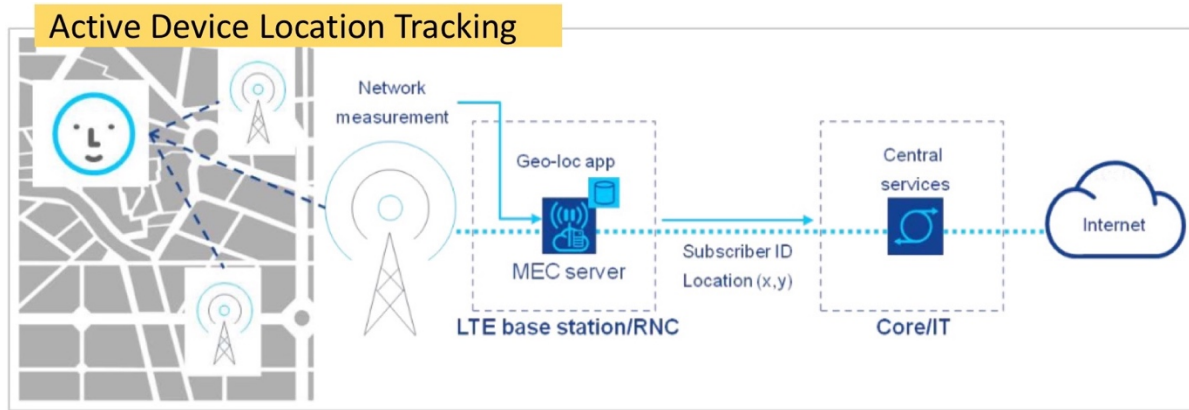 Active Device Location Tracking
Network
measurement
Geo-loc app
MEC server
LTE base station/RNC
Subscriber ID
Location (x,y)
Central
services
Core/IT
Internet